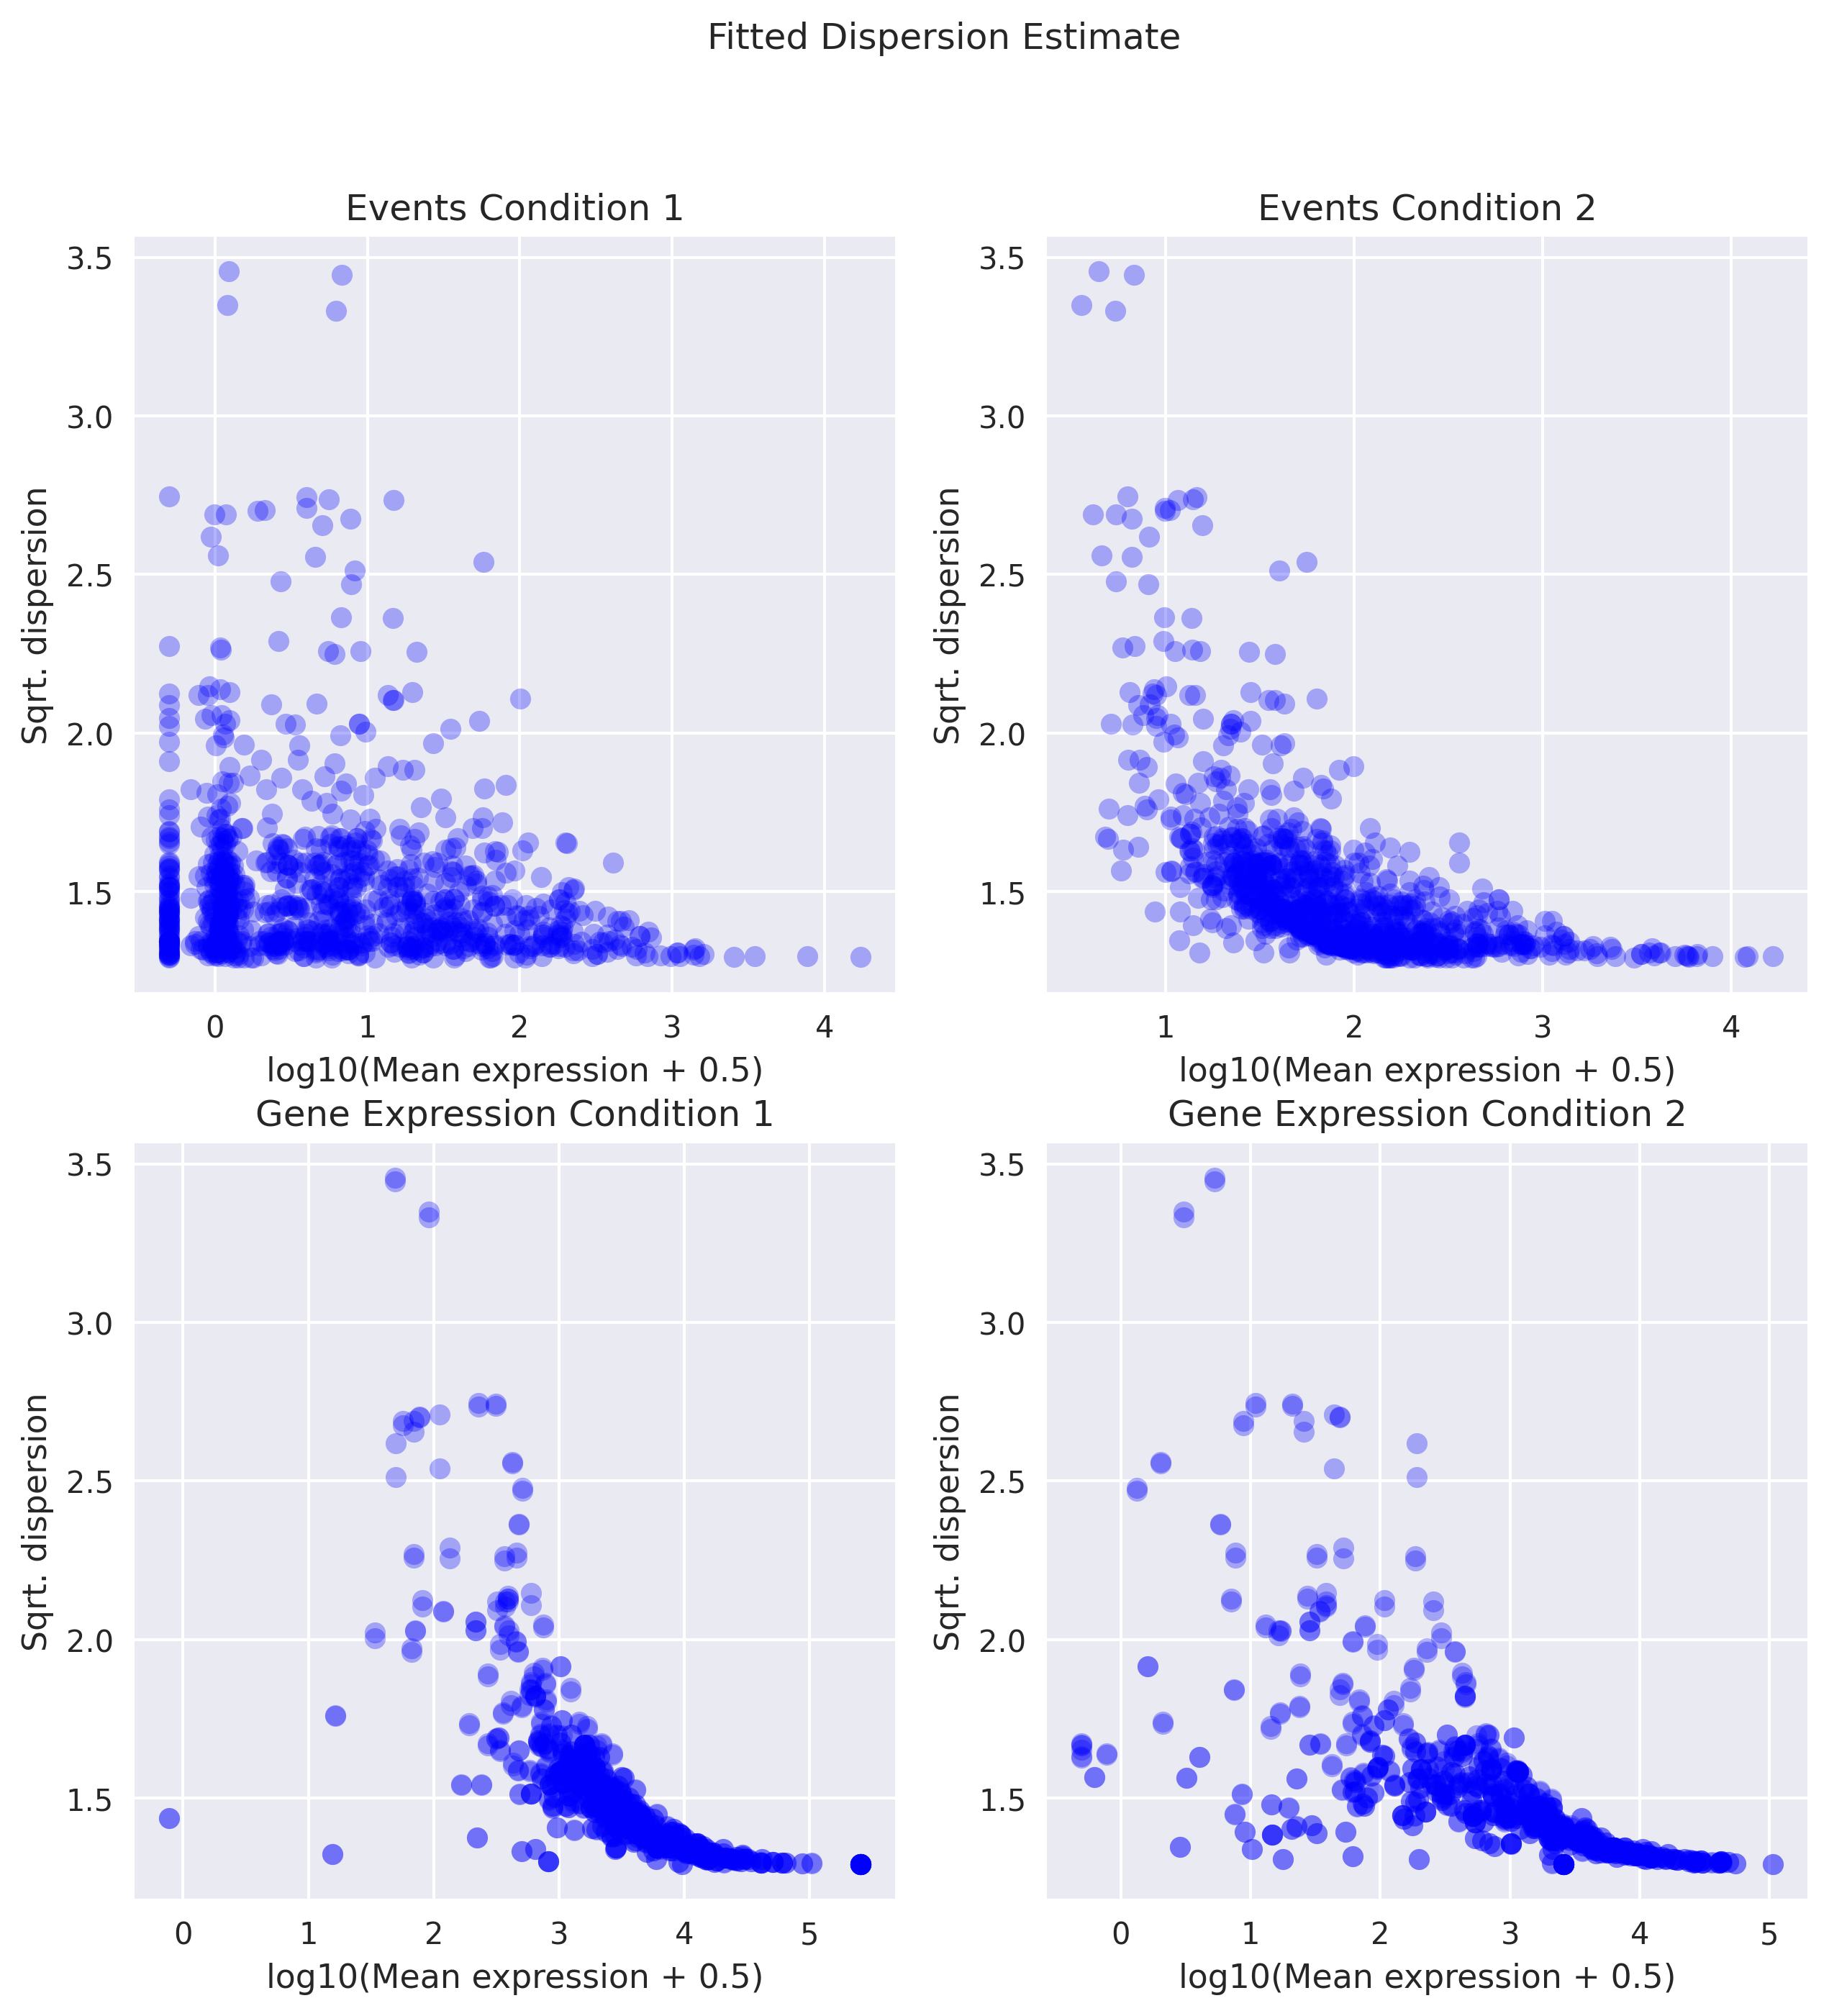 Fitted Dispersion Estimate
Events Condition 1
3.5
3.0
2.5
2.0
1.5
Sqrt. dispersion
0 1 2 3 4
log10(Mean expression + 0.5)
Events Condition 2
3.5
3.0
2.5
2.0
1.5
Sqrt. dispersion
1 2 3 4
log10(Mean expression + 0.5)
Gene Expression Condition 1
3.5
3.0
2.5
2.0
1.5
Sqrt. dispersion
0 1 2 3 4 5
log10(Mean expression + 0.5)
Gene Expression Condition 2
3.5
3.0
2.5
2.0
1.5
Sqrt. dispersion
0 1 2 3 4 5
log10(Mean expression + 0.5)